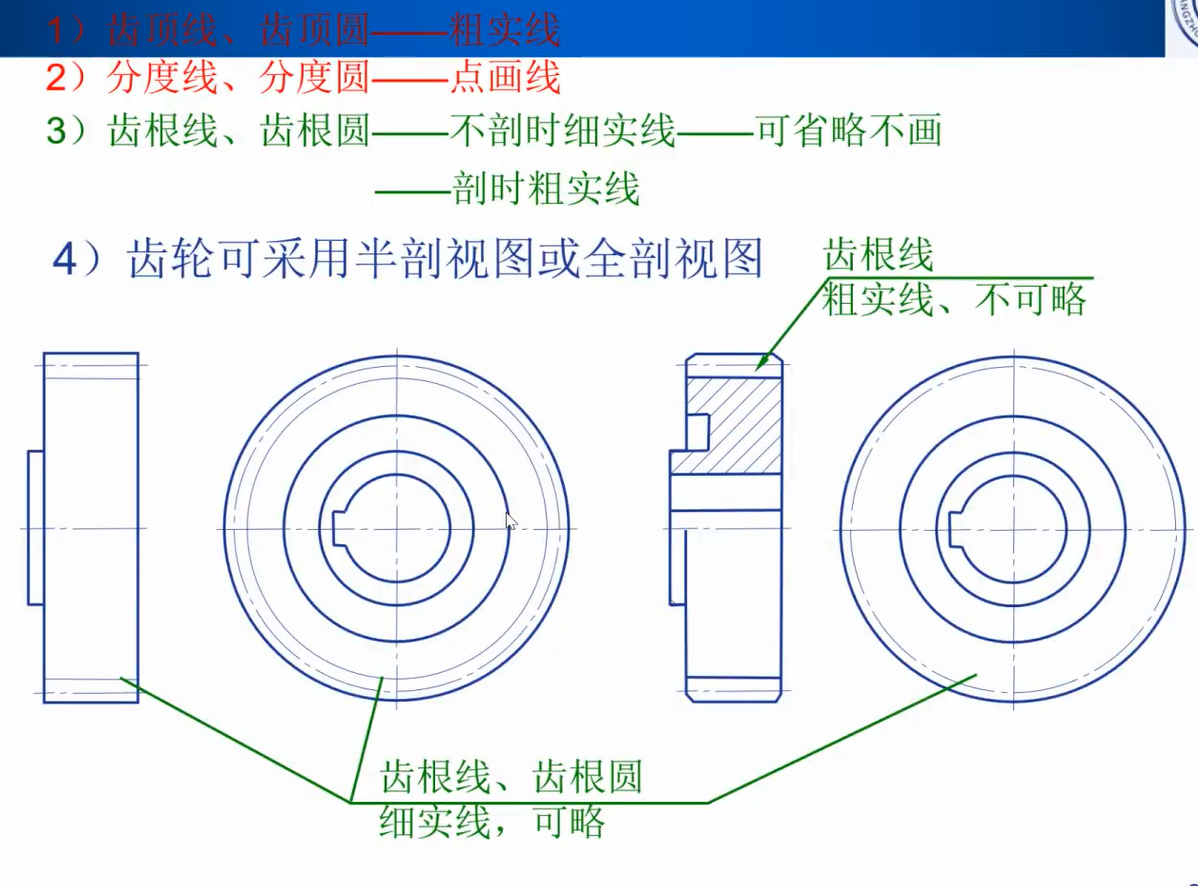 1）齿顶线、齿顶圆——粗实线
2）分度线、分度圆——点画线
3）齿根线、齿根圆——不剖时细实线——可省略不画
——剖时粗实线
4）齿轮可采用半剖视图或全剖视图
齿根线
粗实线、不可略
齿根线、齿根圆
细实线，可略